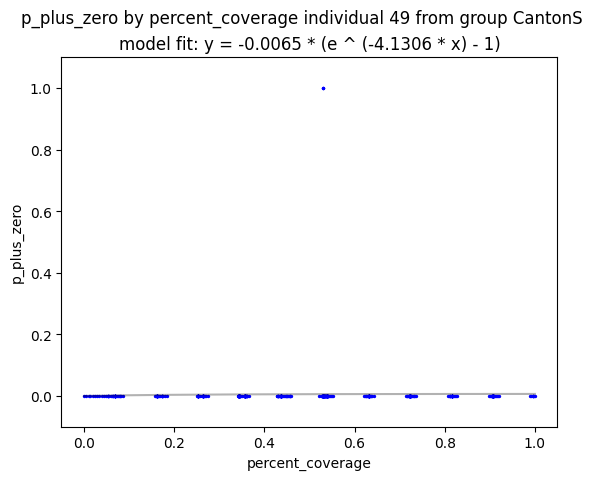 p_plus_zero by percent_coverage individual 49 from group CantonS
model fit: y = -0.0065 * (e ^ (-4.1306 * x) - 1)
1.0
0.8
0.6
0.4
0.2
0.0
p_plus_zero
0.0 0.2 0.4 0.6 0.8 1.0
percent_coverage